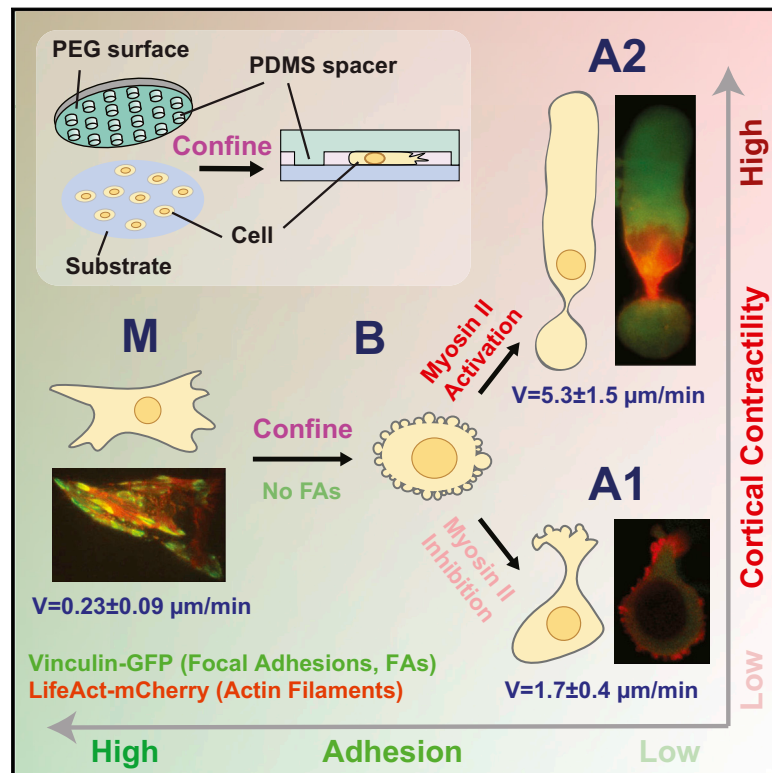 PEG surface
PDMS spacer
Confine
Cell
Substrate
A2
High
Cortical Contractility
Low
M
B
Myosin II
Activation
V=5.3±1.5 µm/min
Confine
No FAs
A1
Myosin II
Inhibition
V=0.23±0.09 µm/min
V=1.7±0.4 µm/min
Vinculin-GFP (Focal Adhesions, FAs)
LifeAct-mCherry (Actin Filaments)
High
Adhesion
Low